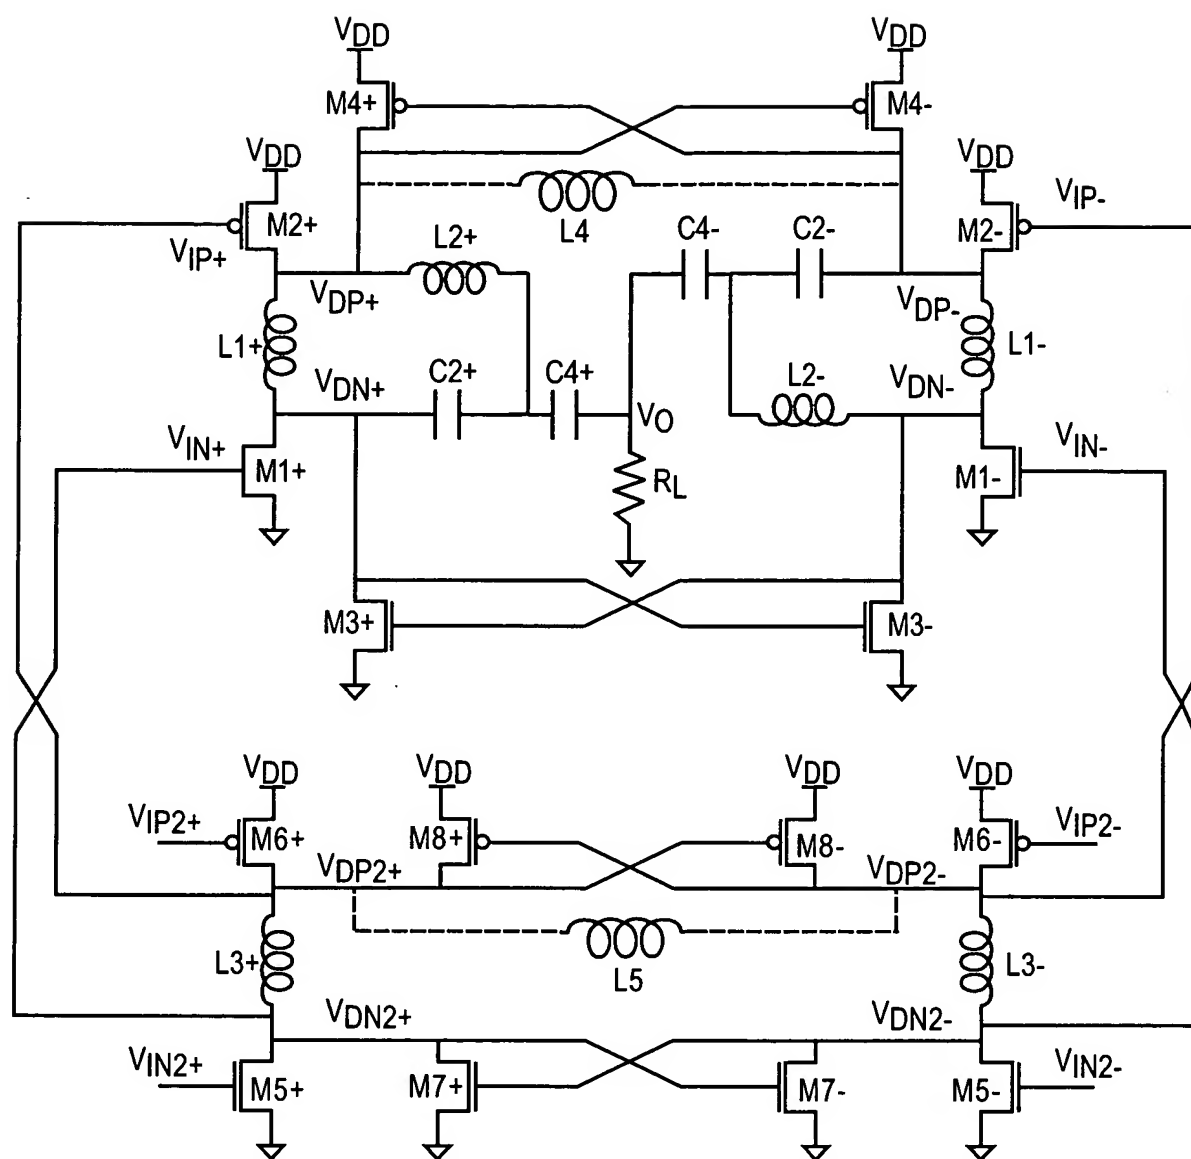 VDD VDD
M4+ M4-
VDD VDD
M2+ L4 M2- VIP-
VIP+ L2+ C4- C2-
VDP+ VDP-
L1+ C2+ C4+ L2- L1-
VDN+ VDN-
VO
VIN+ VIN-
M1+ RL M1-
M3+ M3-
VDD VDD VDD VDD
VIP2+ M6+ M8+ M8- M6- VIP2-
VDP2+ VDP2-
L3+ L5 L3-
VDN2+ VDN2-
VIN2+ VIN2-
M5+ M7+ M7- M5-